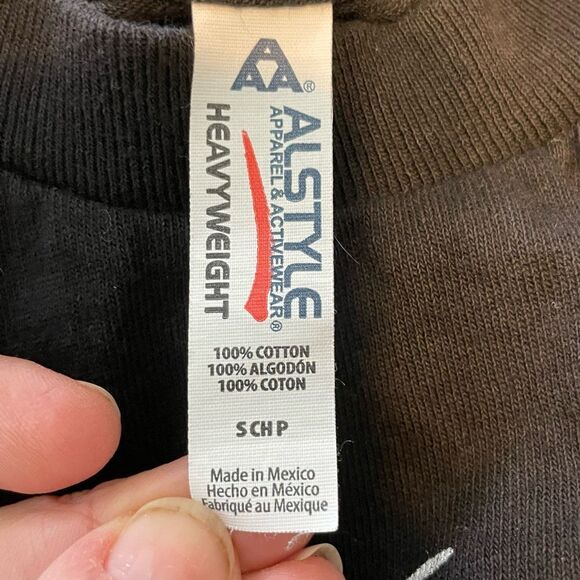 AAA®
ALSTYLE
APPAREL & ACTIVEWEAR®
HEAVYWEIGHT
100% COTTON
100% ALGODÓN
100% COTON
S CH P
Made in Mexico
Hecho en México
Fabriqué au Mexique